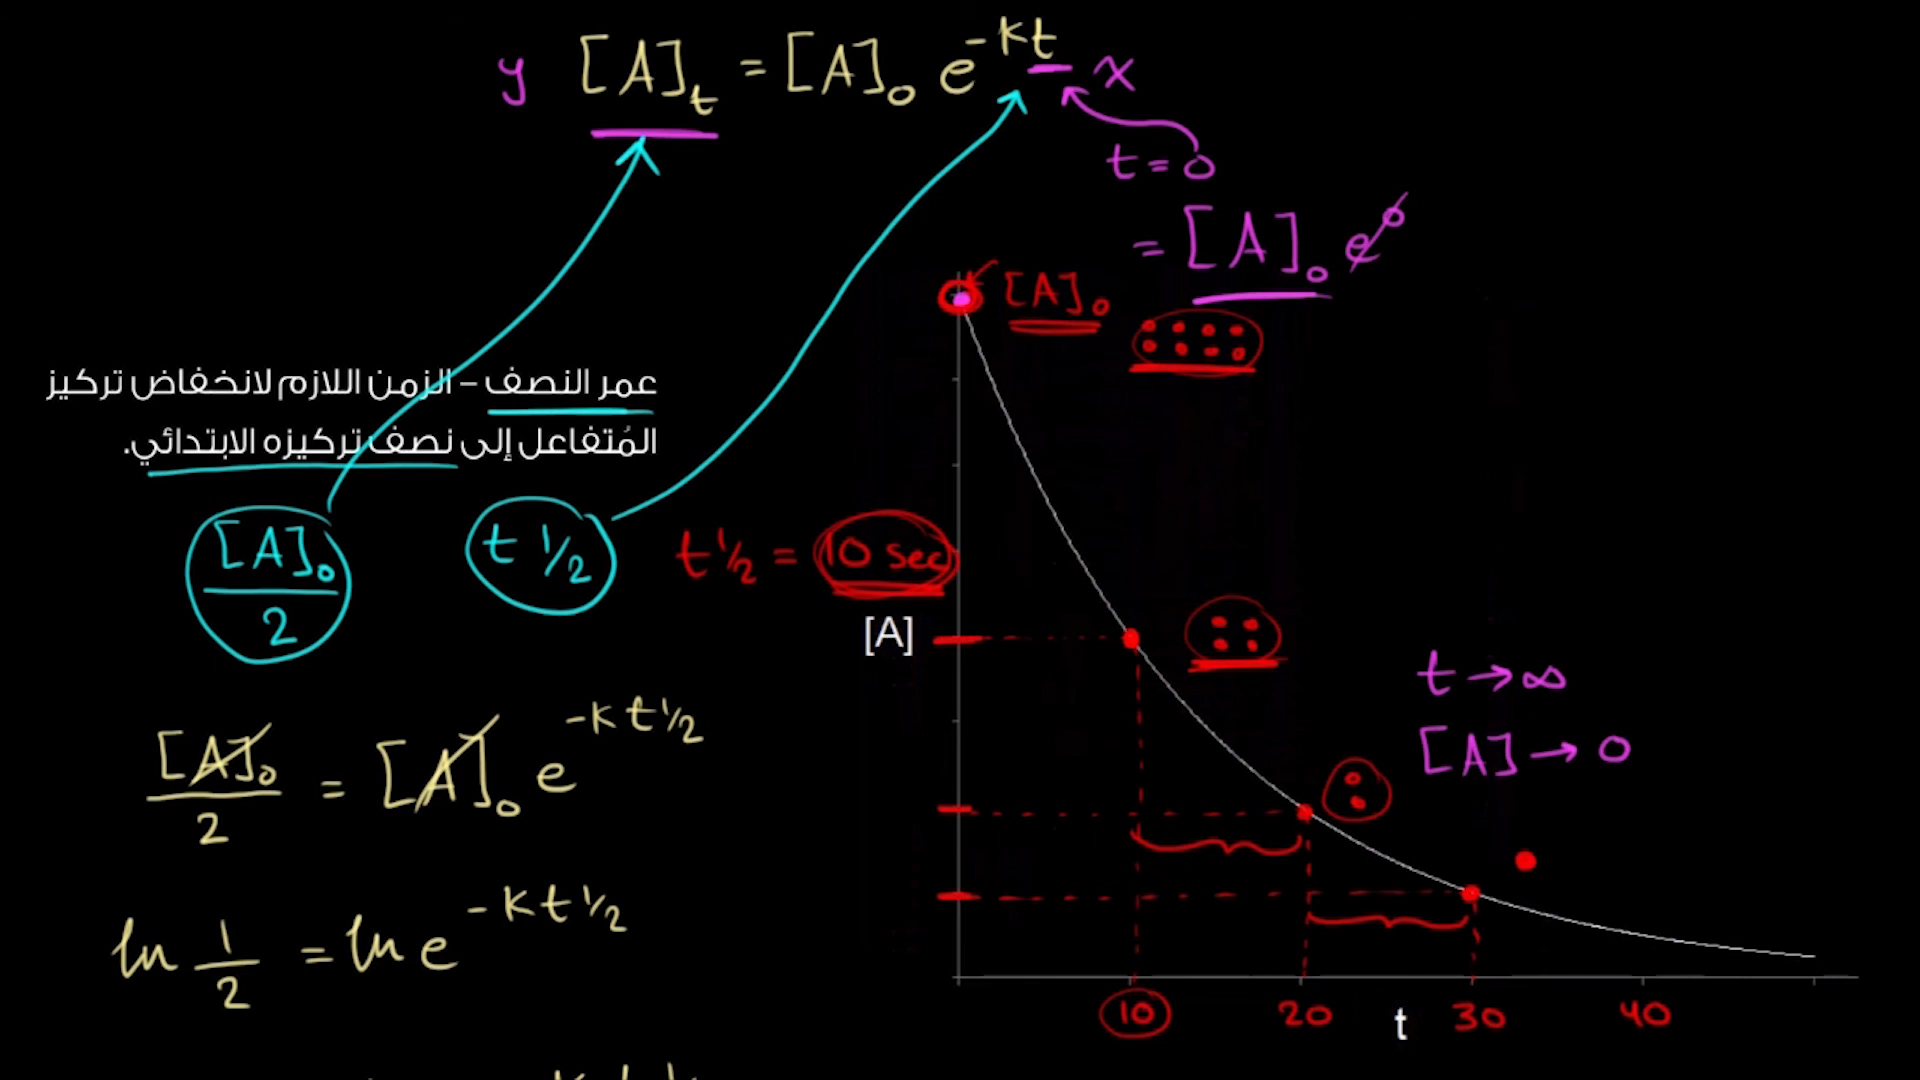 y [A]t = [A]₀ e^-kt x
t = 0
= [A]₀ e⁰
[A]₀
عمر النصف – الزمن اللازم لانخفاض تركيز
المُتفاعل إلى نصف تركيزه الابتدائي.
[A]₀/2
t ½
t½ = 10 sec
[A]
t → ∞
[A] → 0
[A]₀/2 = [A]₀ e^-kt½
ln 1/2 = ln e^-kt½
10 20 t 30 40